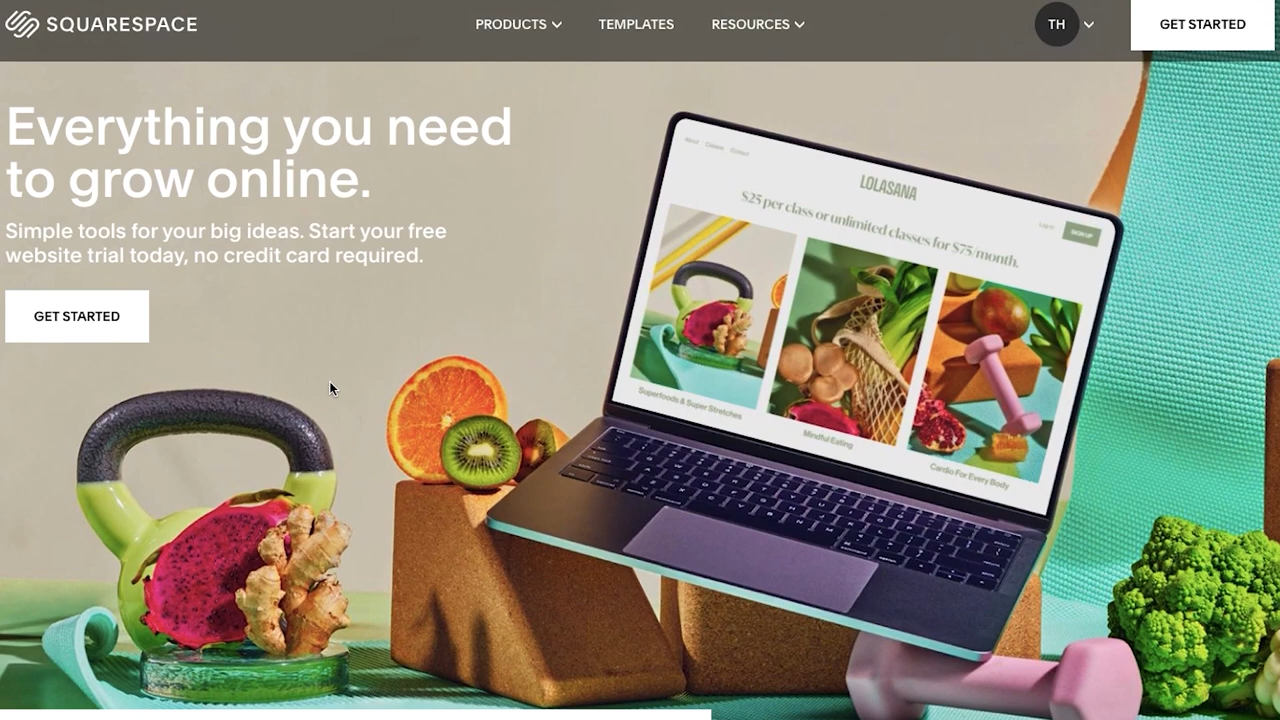 SQUARESPACE
PRODUCTS
TEMPLATES
RESOURCES
TH
GET STARTED
Everything you need
to grow online.
Simple tools for your big ideas. Start your free
website trial today, no credit card required.
GET STARTED
About Classes Contact
LOLASANA
Log In
SIGN UP
$25 per class or unlimited classes for $75/month.
Superfoods & Super Stretches
Mindful Eating
Cardio For Every Body